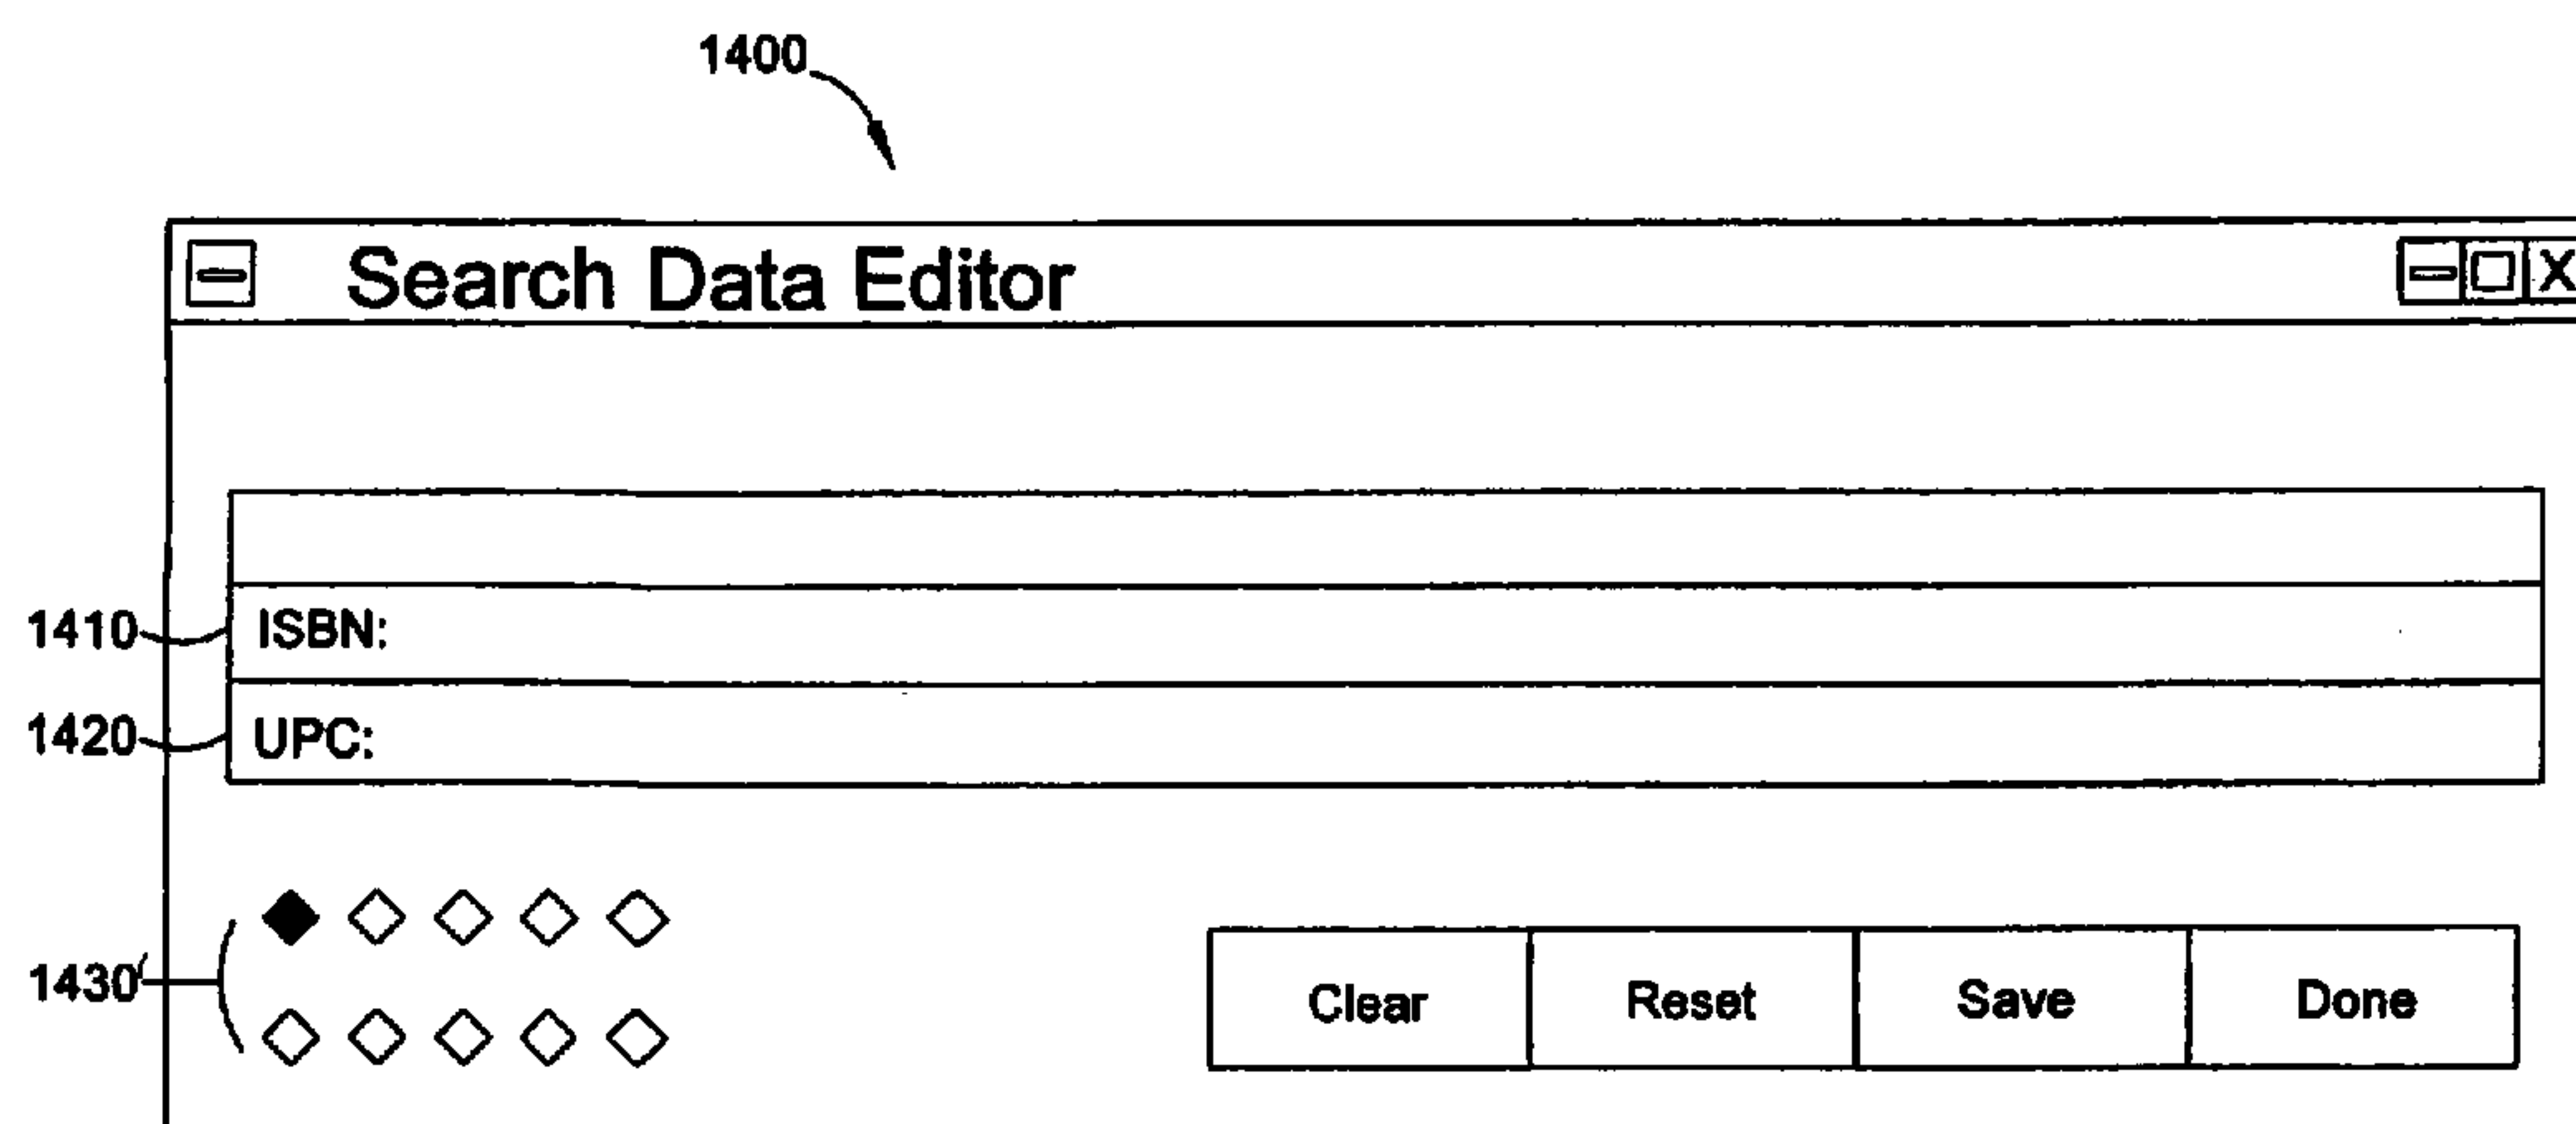 1400
Search Data Editor X
1410 ISBN:
1420 UPC:
1430
Clear Reset Save Done